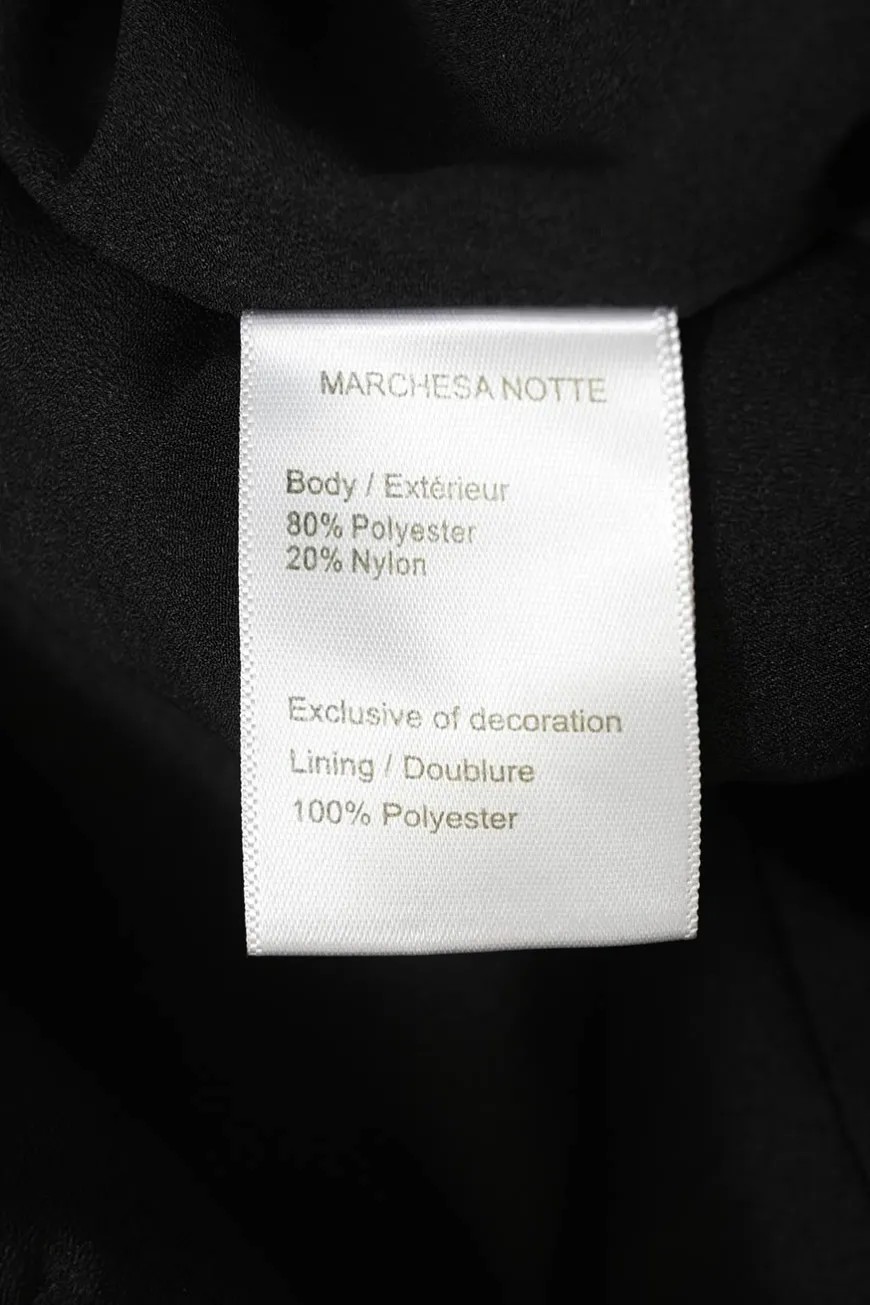 MARCHESA NOTTE
Body / Extérieur
80% Polyester
20% Nylon
Exclusive of decoration
Lining / Doublure
100% Polyester